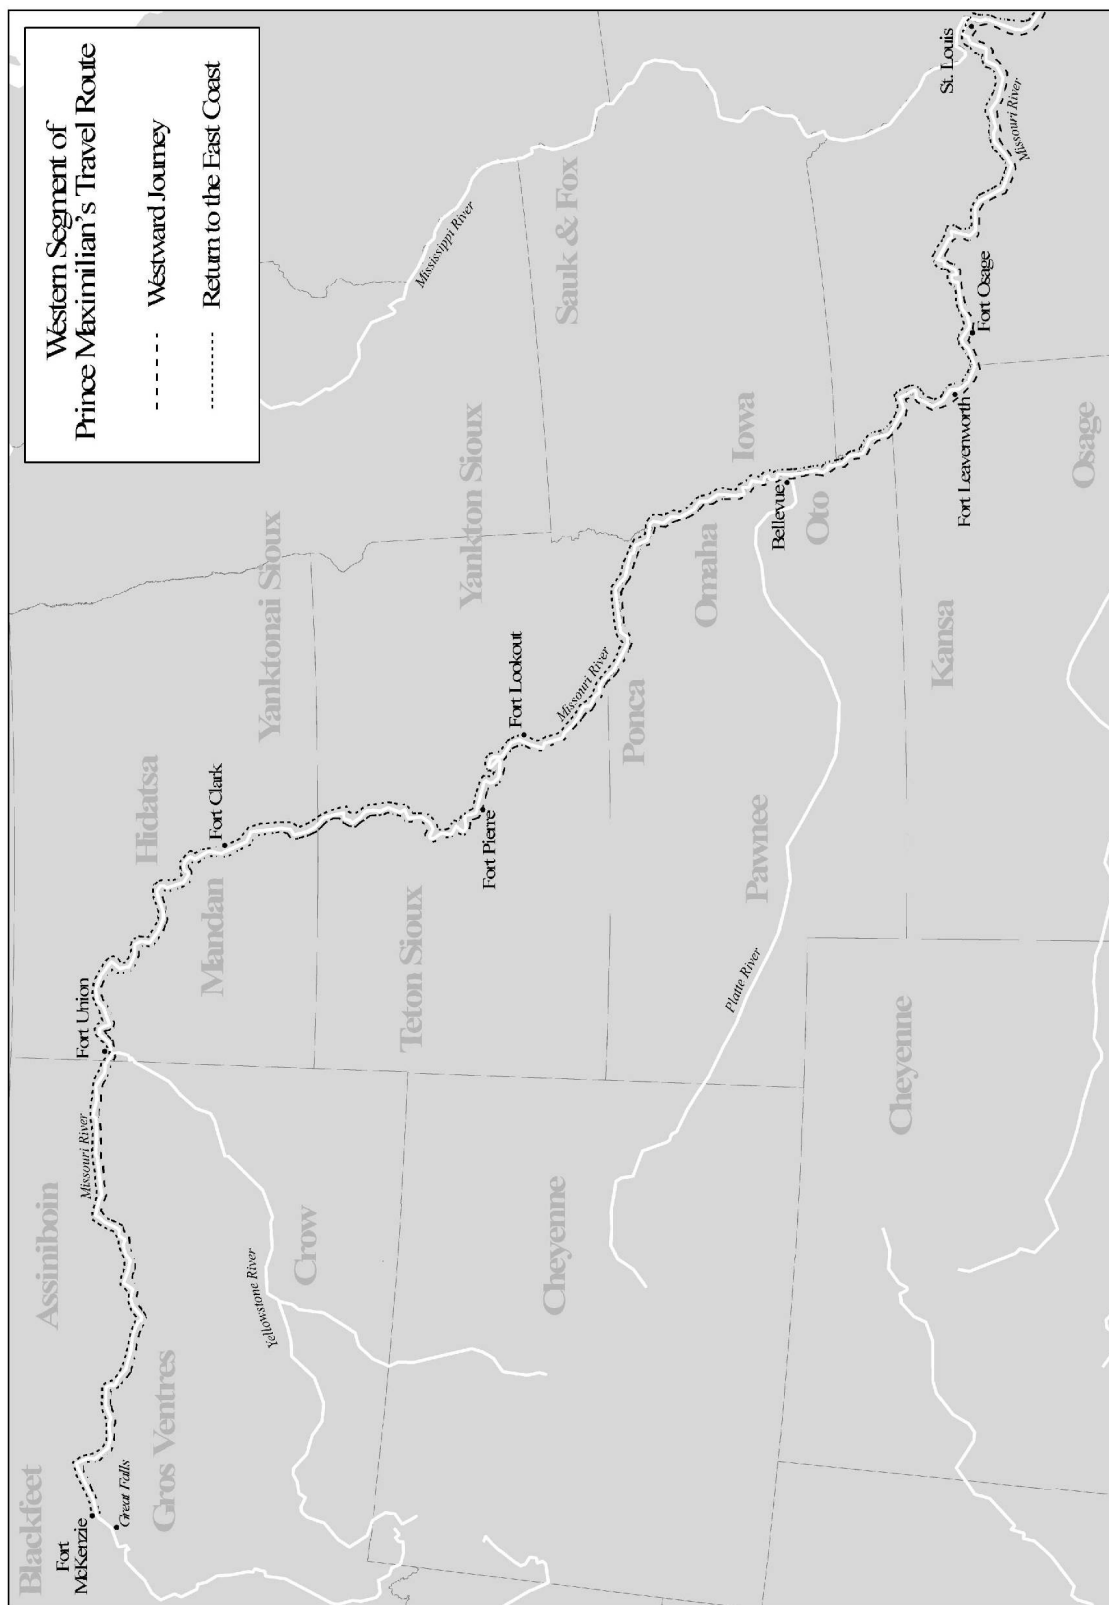 Western Segment of
Prince Maximilian's Travel Route
Westward Journey
Return to the East Coast
Blackfeet
Assiniboin
Fort
McKenzie
Great Falls
Gros Ventres
Missouri River
Fort Union
Hidatsa
Mandan
Fort Clark
Yanktonai Sioux
Yellowstone River
Crow
Teton Sioux
Fort Pierre
Fort Lookout
Yankton Sioux
Mississippi River
Sauk & Fox
Missouri River
Cheyenne
Ponca
Omaha
Iowa
Platte River
Pawnee
Bellevue
Oto
Cheyenne
Kansa
Fort Leavenworth
Fort Osage
Missouri River
St. Louis
Osage